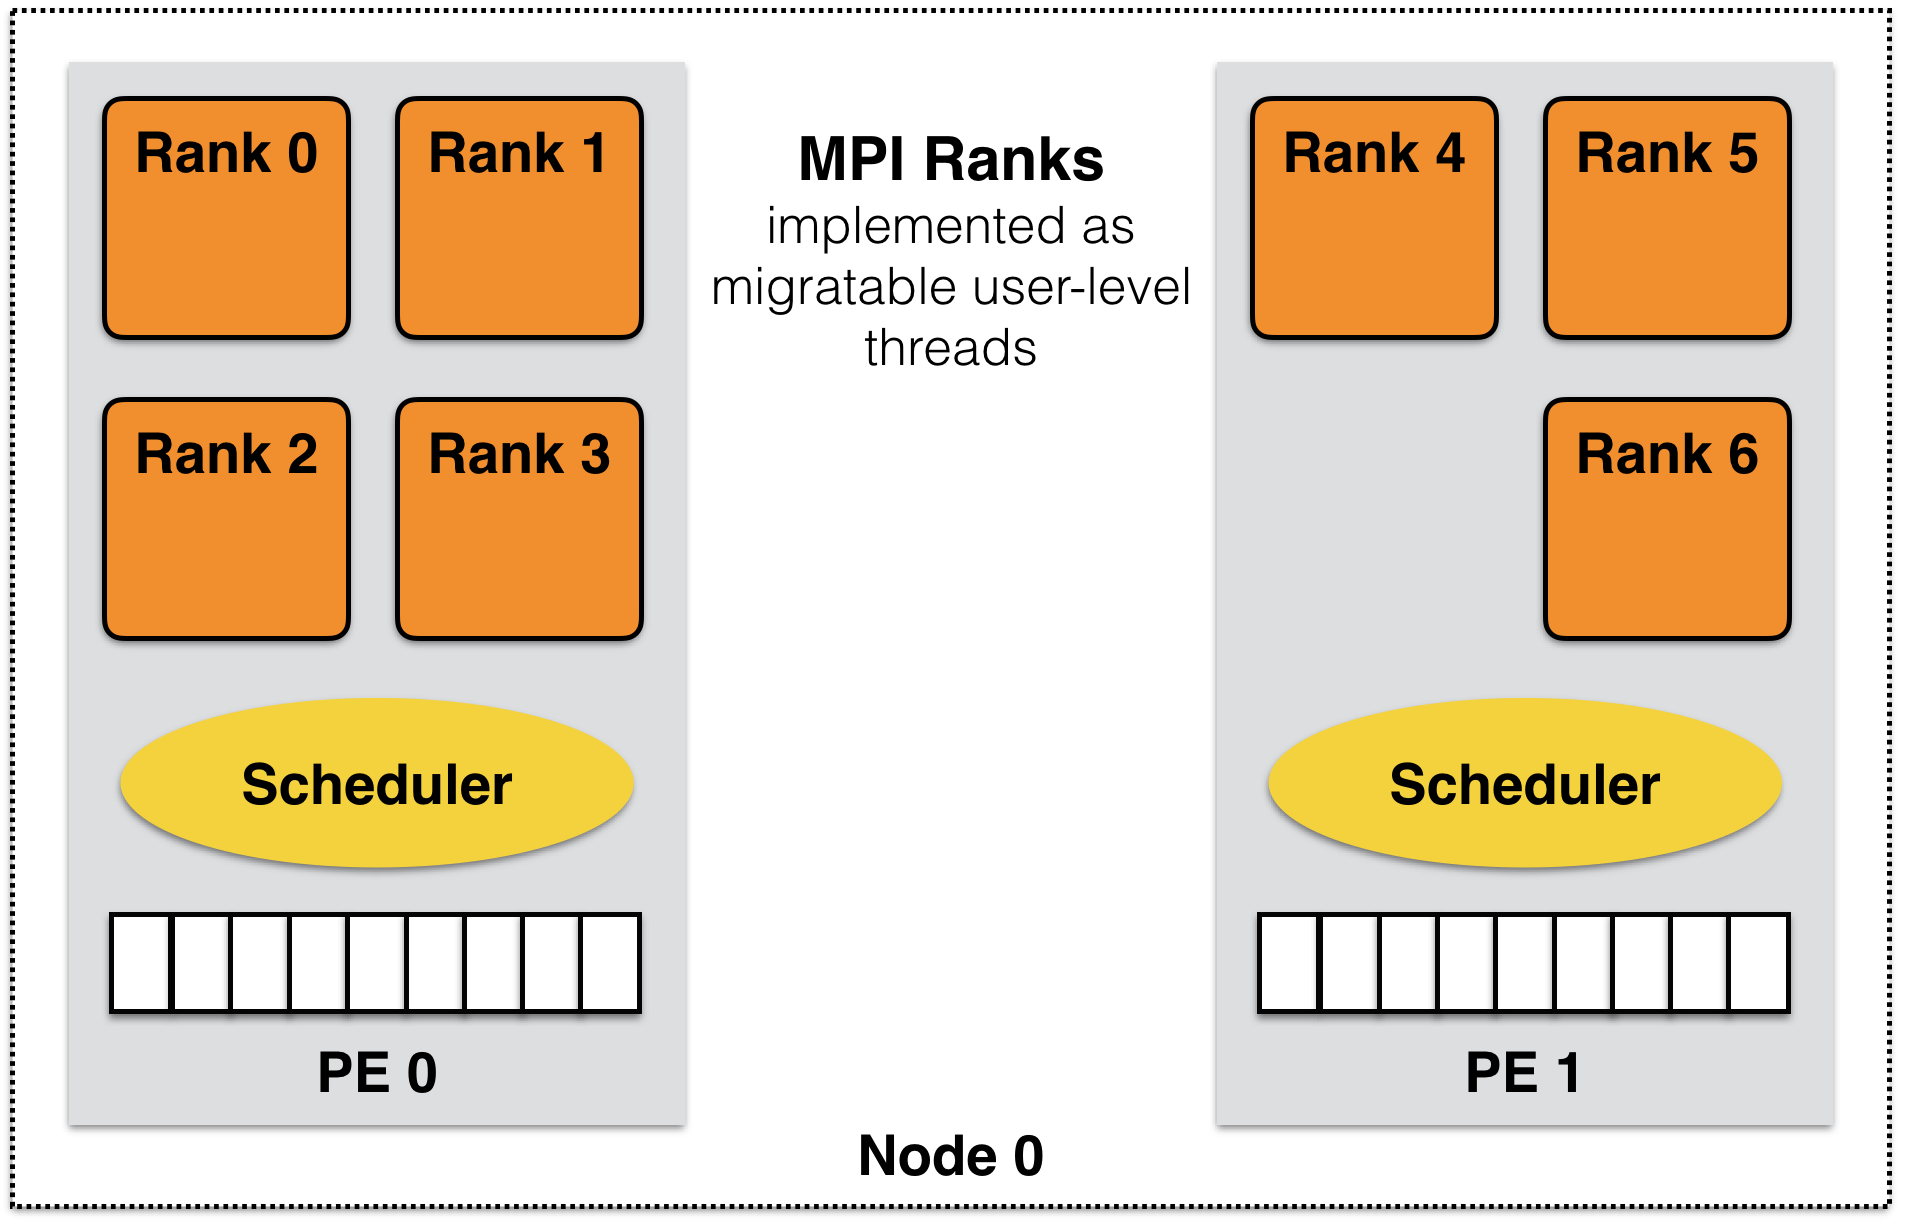 Rank 0
Rank 1
Rank 2
Rank 3
Scheduler
PE 0
MPI Ranks
implemented as
migratable user-level
threads
Rank 4
Rank 5
Rank 6
Scheduler
PE 1
Node 0